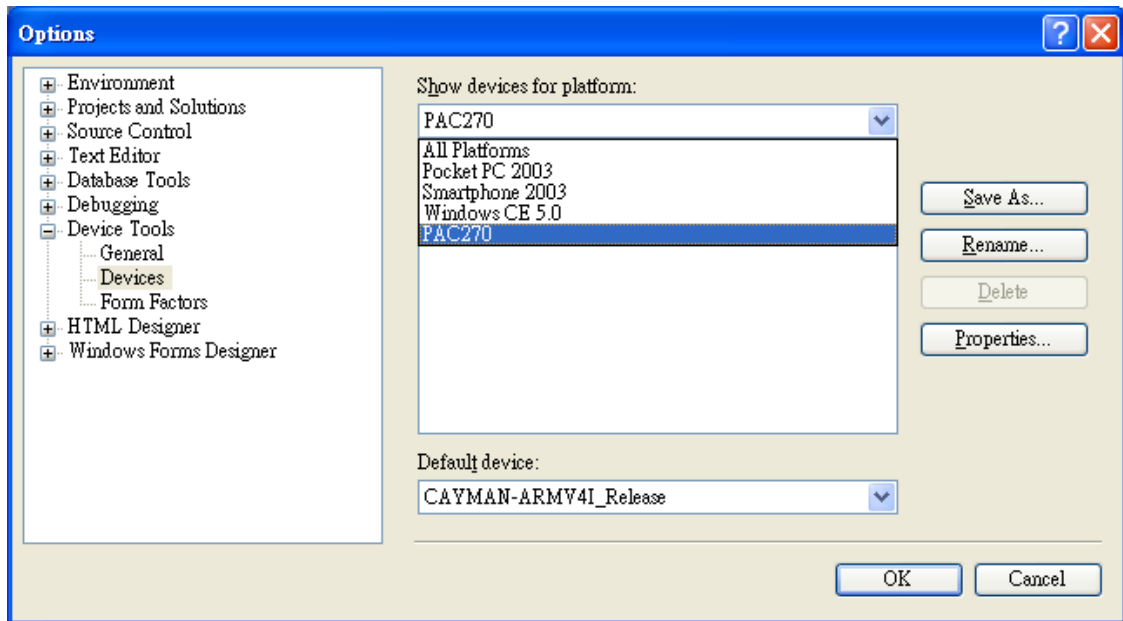 Options
Environment
Projects and Solutions
Source Control
Text Editor
Database Tools
Debugging
Device Tools
General
Devices
Form Factors
HTML Designer
Windows Forms Designer
Show devices for platform:
PAC270
All Platforms
Pocket PC 2003
Smartphone 2003
Windows CE 5.0
PAC270
Save As...
Rename...
Delete
Properties...
Default device:
CAYMAN-ARMV4I_Release
OK
Cancel